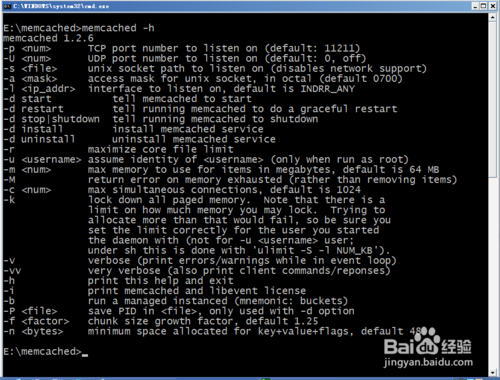 C:\WINDOWS\system32\cmd.exe
E:\memcached>memcached -h
memcached 1.2.6
-p <num>      TCP port number to listen on (default: 11211)
-U <num>      UDP port number to listen on (default: 0, off)
-s <file>     unix socket path to listen on (disables network support)
-a <mask>     access mask for unix socket, in octal (default 0700)
-l <ip_addr>  interface to listen on, default is INDRR_ANY
-d start          tell memcached to start
-d restart        tell running memcached to do a graceful restart
-d stop|shutdown  tell running memcached to shutdown
-d install        install memcached service
-d uninstall      uninstall memcached service
-r            maximize core file limit
-u <username> assume identity of <username> (only when run as root)
-m <num>      max memory to use for items in megabytes, default is 64 MB
-M            return error on memory exhausted (rather than removing items)
-c <num>      max simultaneous connections, default is 1024
-k            lock down all paged memory.  Note that there is a
              limit on how much memory you may lock.  Trying to
              allocate more than that would fail, so be sure you
              set the limit correctly for the user you started
              the daemon with (not for -u <username> user;
              under sh this is done with 'ulimit -S -l NUM_KB').
-v            verbose (print errors/warnings while in event loop)
-vv           very verbose (also print client commands/reponses)
-h            print this help and exit
-i            print memcached and libevent license
-b            run a managed instanced (mnemonic: buckets)
-P <file>     save PID in <file>, only used with -d option
-f <factor>   chunk size growth factor, default 1.25
-n <bytes>    minimum space allocated for key+value+flags, default 48
E:\memcached>_
Baidu 经验
jingyan.baidu.com